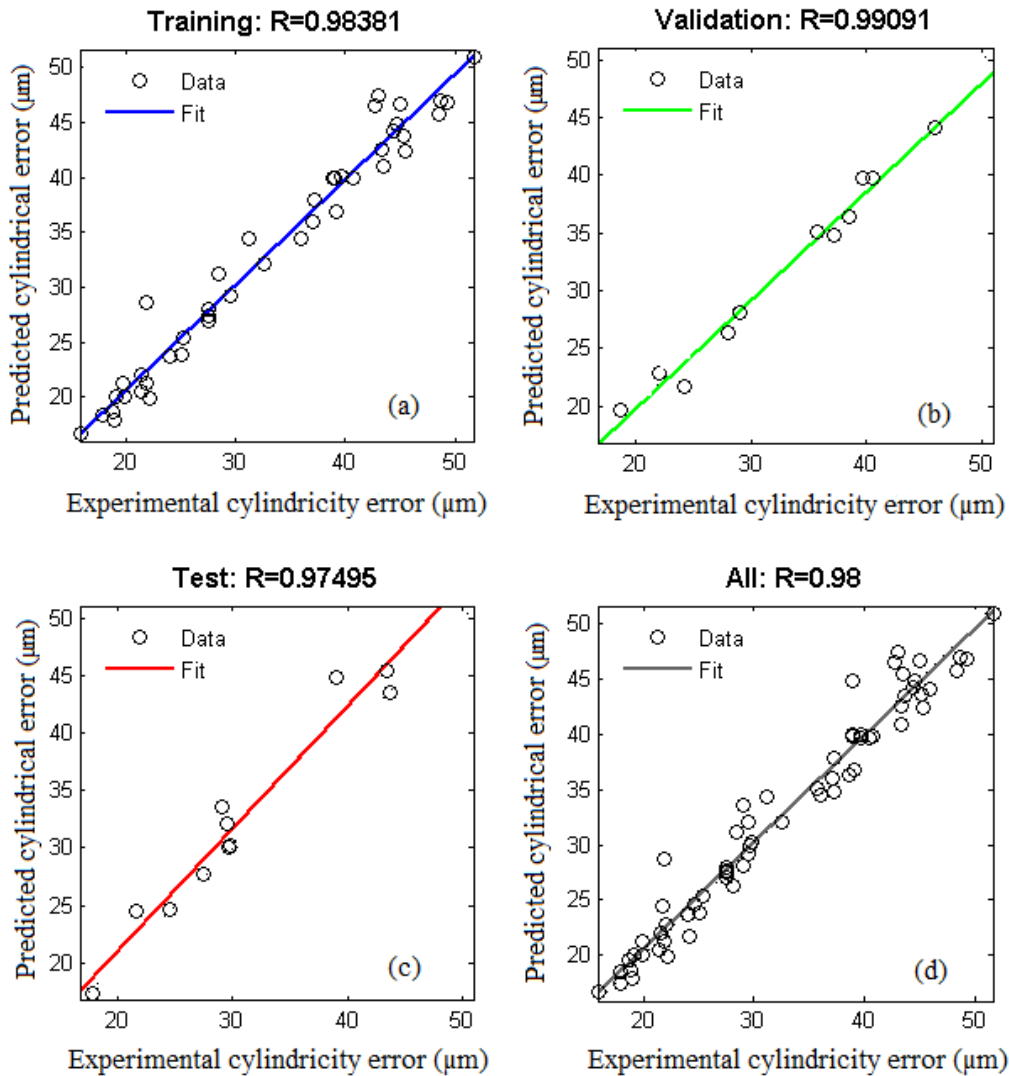 Training: R=0.98381
Predicted cylindrical error (μm)
50
45
40
35
30
25
20
Data
Fit
(a)
20 30 40 50
Experimental cylindricity error (μm)
Validation: R=0.99091
Predicted cylindrical error (μm)
50
45
40
35
30
25
20
Data
Fit
(b)
20 30 40 50
Experimental cylindricity error (μm)
Test: R=0.97495
Predicted cylindrical error (μm)
50
45
40
35
30
25
20
Data
Fit
(c)
20 30 40 50
Experimental cylindricity error (μm)
All: R=0.98
Predicted cylindrical error (μm)
50
45
40
35
30
25
20
Data
Fit
(d)
20 30 40 50
Experimental cylindricity error (μm)